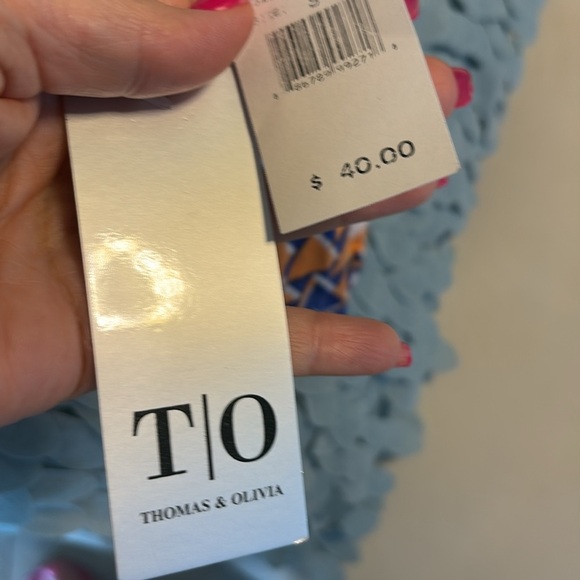 S
$ 40.00
T|O
THOMAS & OLIVIA